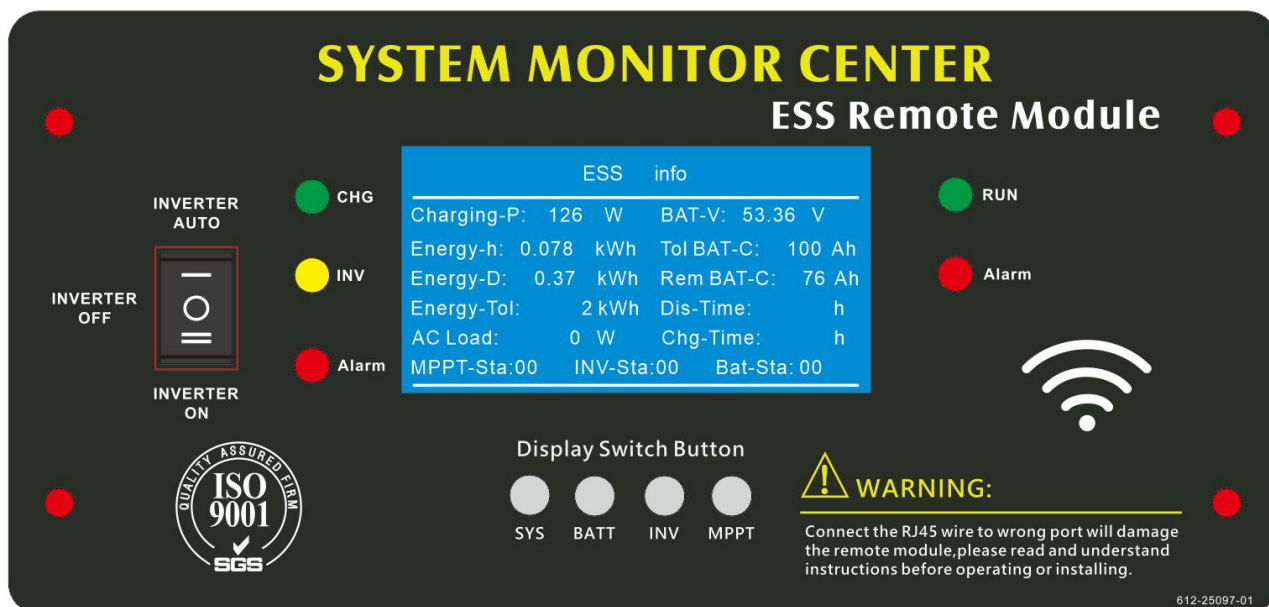 SYSTEM MONITOR CENTER
ESS Remote Module
INVERTER
AUTO
INVERTER
OFF
INVERTER
ON
CHG
INV
Alarm
ESS info
Charging-P: 126 W BAT-V: 53.36 V
Energy-h: 0.078 kWh Tol BAT-C: 100 Ah
Energy-D: 0.37 kWh Rem BAT-C: 76 Ah
Energy-Tol: 2 kWh Dis-Time: h
AC Load: 0 W Chg-Time: h
MPPT-Sta:00 INV-Sta:00 Bat-Sta: 00
RUN
Alarm
QUALITY ASSURED FIRM
ISO
9001
SGS
Display Switch Button
SYS BATT INV MPPT
WARNING:
Connect the RJ45 wire to wrong port will damage
the remote module,please read and understand
instructions before operating or installing.
612-25097-01